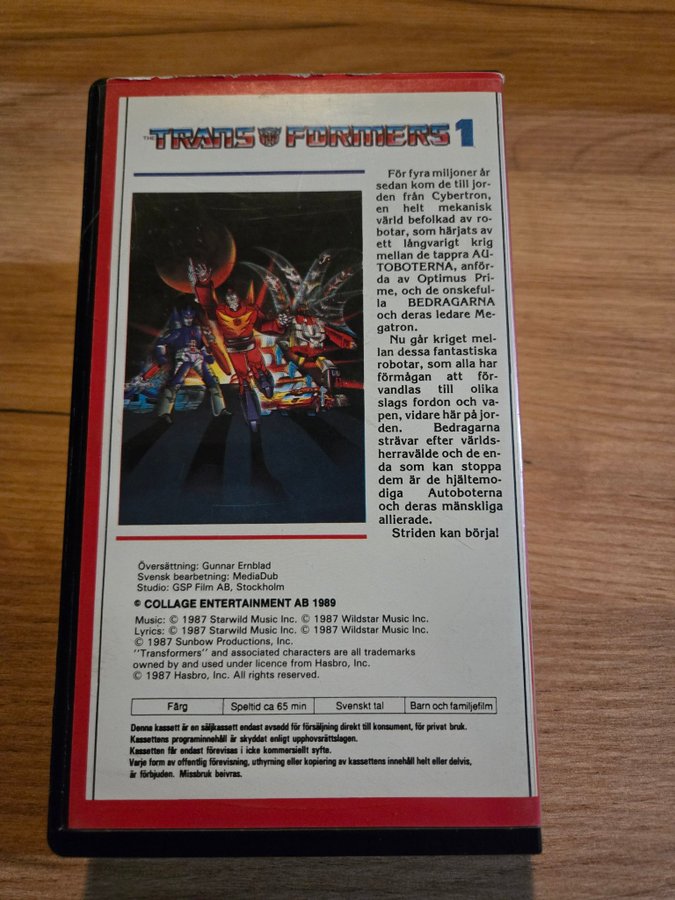 THE TRANSFORMERS 1
För fyra miljoner år
sedan kom de till jor-
den från Cybertron,
en helt mekanisk
värld befolkad av ro-
botar, som härjats av
ett långvarigt krig
mellan de tappra AU-
TOBOTERNA, anför-
da av Optimus Pri-
me, och de onskeful-
la BEDRAGARNA
och deras ledare Me-
gatron.
Nu går kriget mel-
lan dessa fantastiska
robotar, som alla har
förmågan att för-
vandlas till olika
slags fordon och va-
pen, vidare här på jor-
den. Bedragarna
strävar efter världs-
herravälde och de en-
da som kan stoppa
dem är de hjältemo-
diga Autoboterna
och deras mänskliga
allierade.
Striden kan börja!
Översättning: Gunnar Ernblad
Svensk bearbetning: MediaDub
Studio: GSP Film AB, Stockholm
© COLLAGE ENTERTAINMENT AB 1989
Music: © 1987 Starwild Music Inc. © 1987 Wildstar Music Inc.
Lyrics: © 1987 Starwild Music Inc. © 1987 Wildstar Music Inc.
© 1987 Sunbow Productions, Inc.
"Transformers" and associated characters are all trademarks
owned by and used under licence from Hasbro, Inc.
© 1987 Hasbro, Inc. All rights reserved.
Färg Speltid ca 65 min Svenskt tal Barn och familjefilm
Denna kassett är en säljkassett endast avsedd för försäljning direkt till konsument, för privat bruk.
Kassettens programinnehåll är skyddat enligt upphovsrättslagen.
Kassetten får endast förevisas i icke kommersiellt syfte.
Varje form av offentlig förevisning, uthyrning eller kopiering av kassettens innehåll helt eller delvis,
är förbjuden. Missbruk beivras.